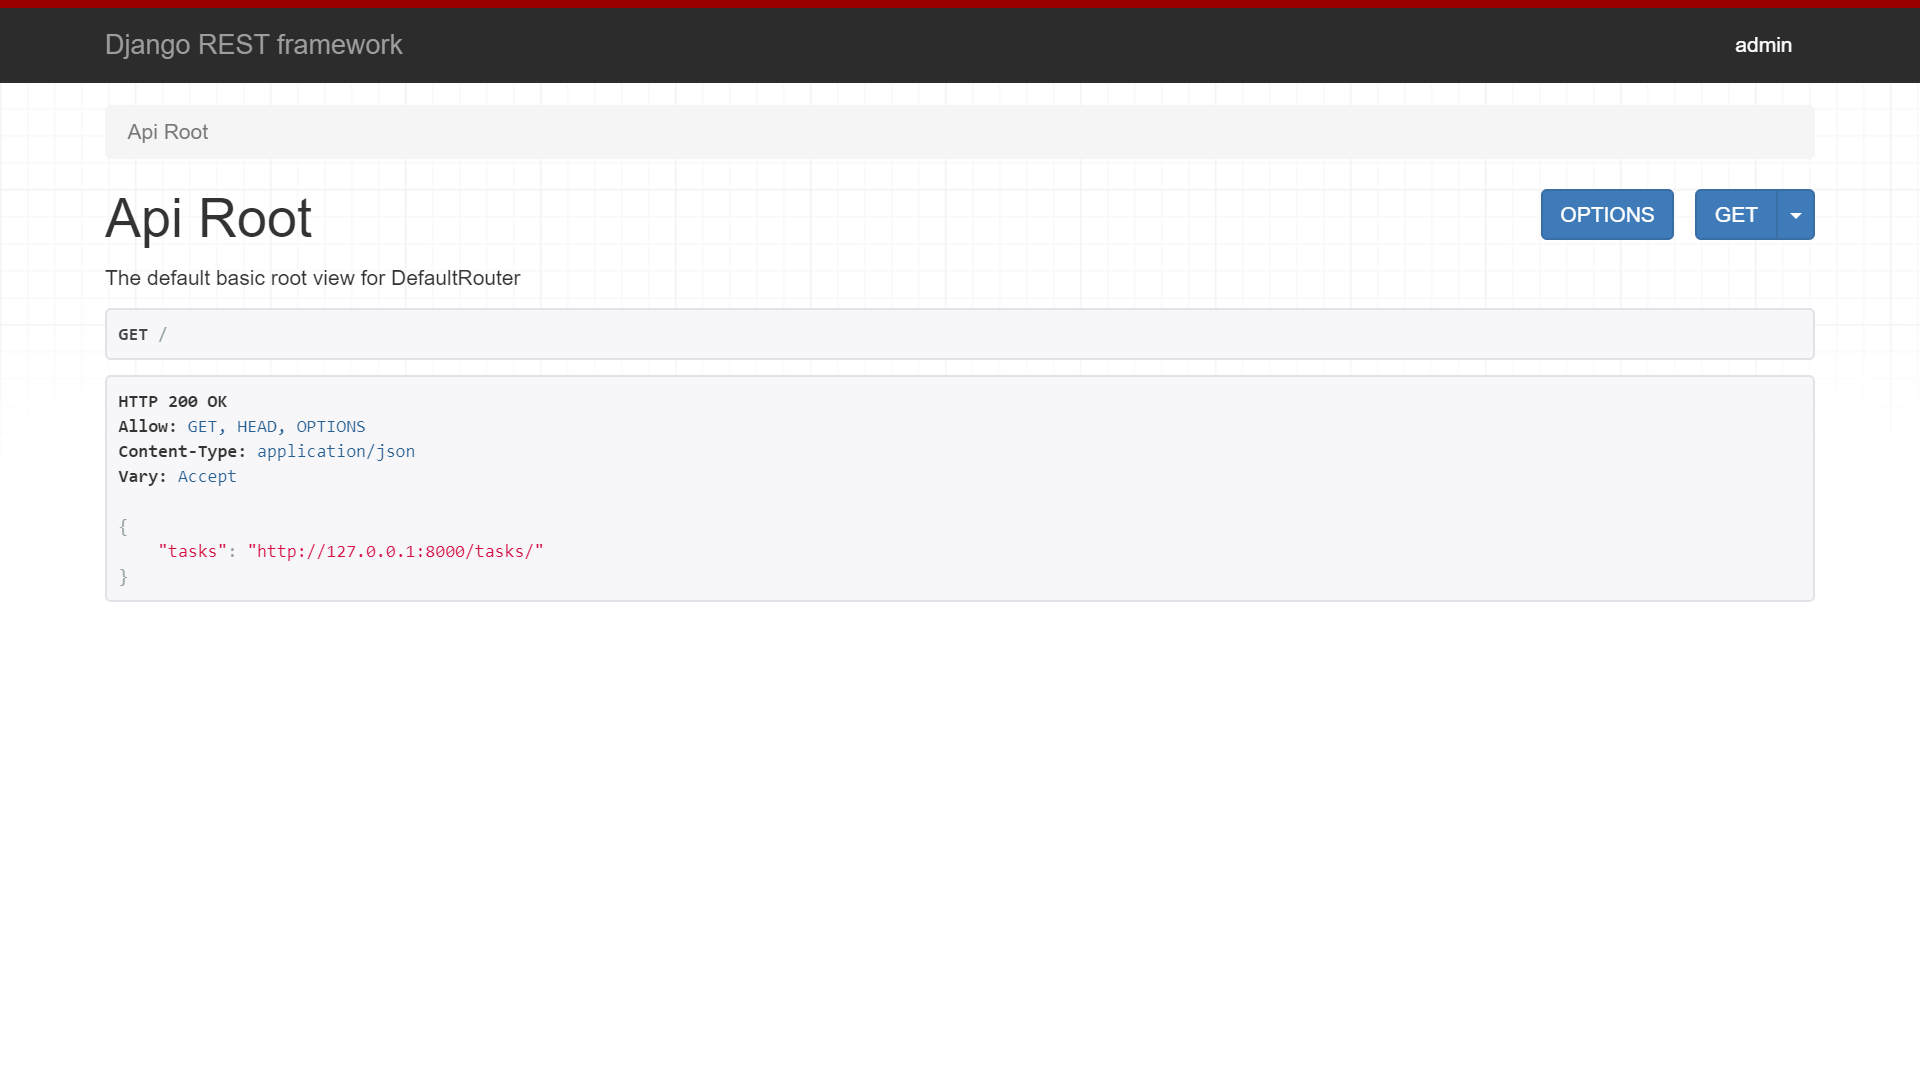 Django REST framework
admin
Api Root
Api Root
OPTIONS
GET
The default basic root view for DefaultRouter
GET /
HTTP 200 OK
Allow: GET, HEAD, OPTIONS
Content-Type: application/json
Vary: Accept
{
    "tasks": "http://127.0.0.1:8000/tasks/"
}